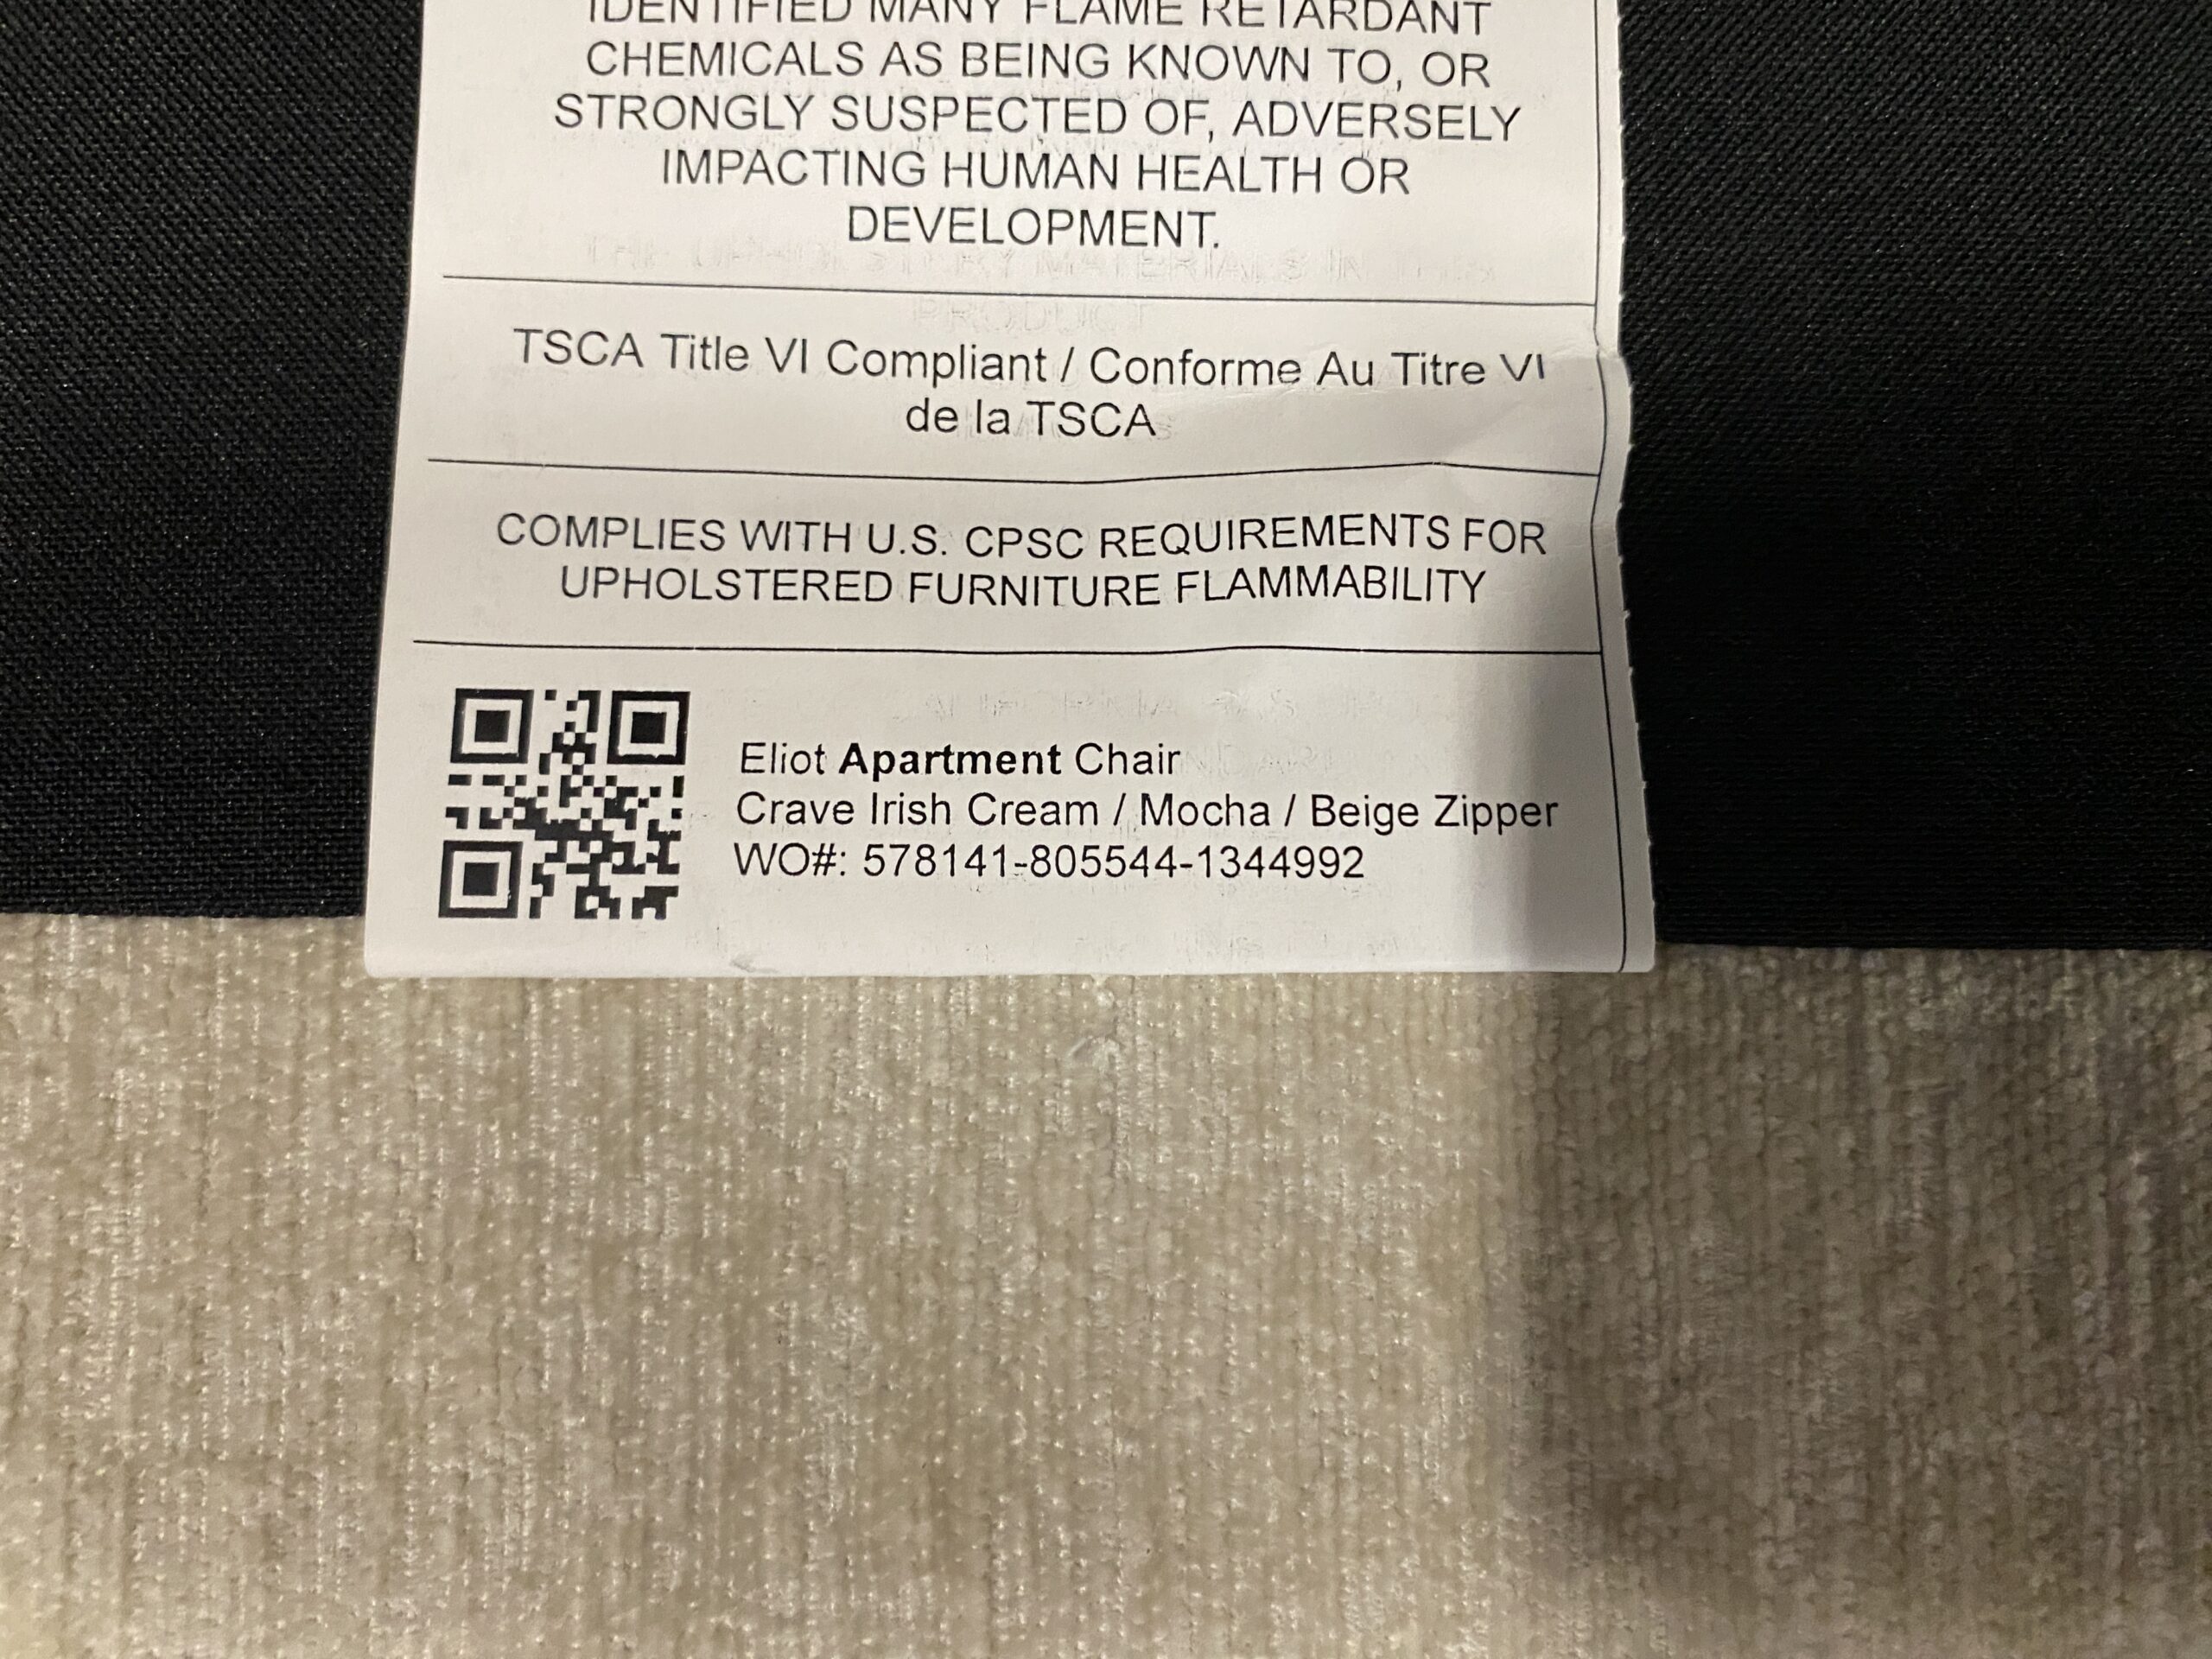 IDENTIFIED MANY FLAME RETARDANT
CHEMICALS AS BEING KNOWN TO, OR
STRONGLY SUSPECTED OF, ADVERSELY
IMPACTING HUMAN HEALTH OR
DEVELOPMENT.
TSCA Title VI Compliant / Conforme Au Titre VI
de la TSCA
COMPLIES WITH U.S. CPSC REQUIREMENTS FOR
UPHOLSTERED FURNITURE FLAMMABILITY
Eliot Apartment Chair
Crave Irish Cream / Mocha / Beige Zipper
WO#: 578141-805544-1344992